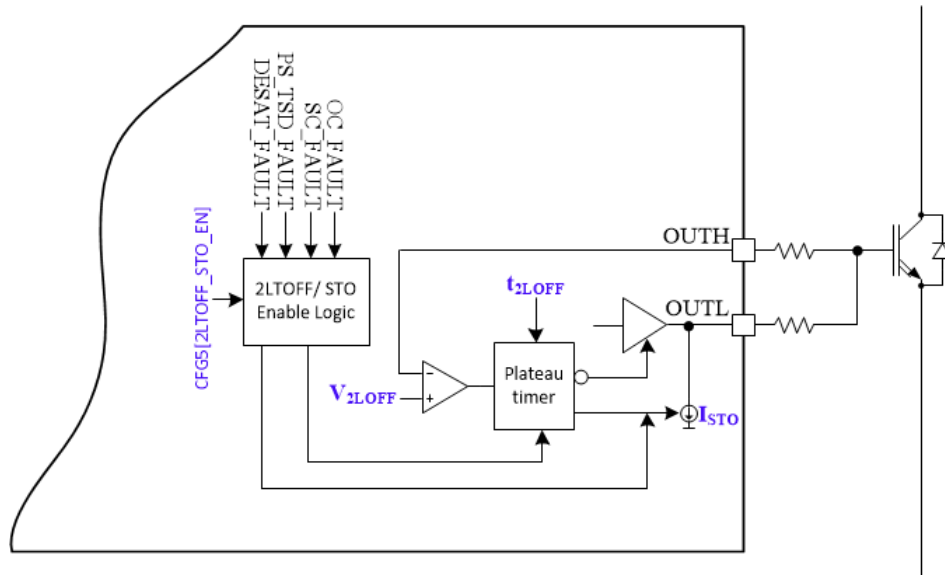 DESAT_FAULT
PS_TSD_FAULT
SC_FAULT
OC_FAULT
CFG5[2LTOFF_STO_EN]
2LTOFF/ STO
Enable Logic
OUTH
t2LOFF
OUTL
V2LOFF
−
+
Plateau
timer
ISTO